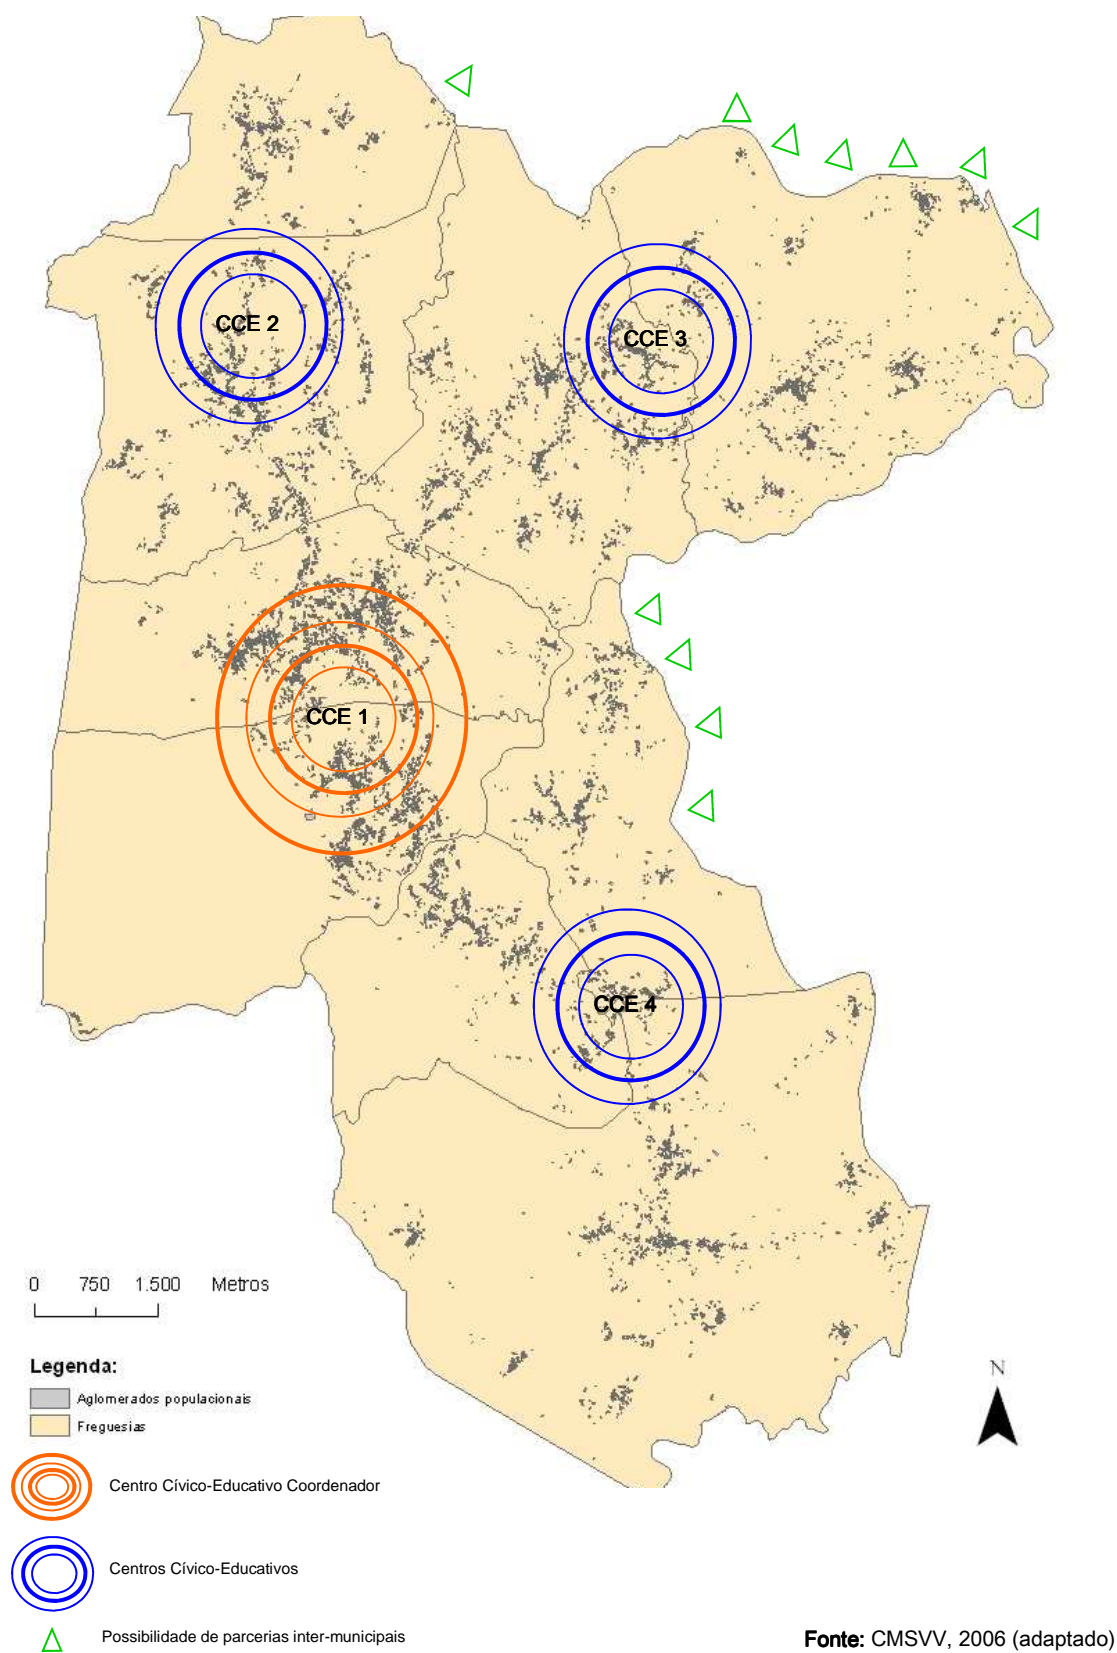 CCE 2
CCE 3
CCE 1
CCE 4
0 750 1.500 Metros
Legenda:
Aglomerados populacionais
Freguesias
N
Centro Cívico-Educativo Coordenador
Centros Cívico-Educativos
Possibilidade de parcerias inter-municipais
Fonte: CMSVV, 2006 (adaptado)